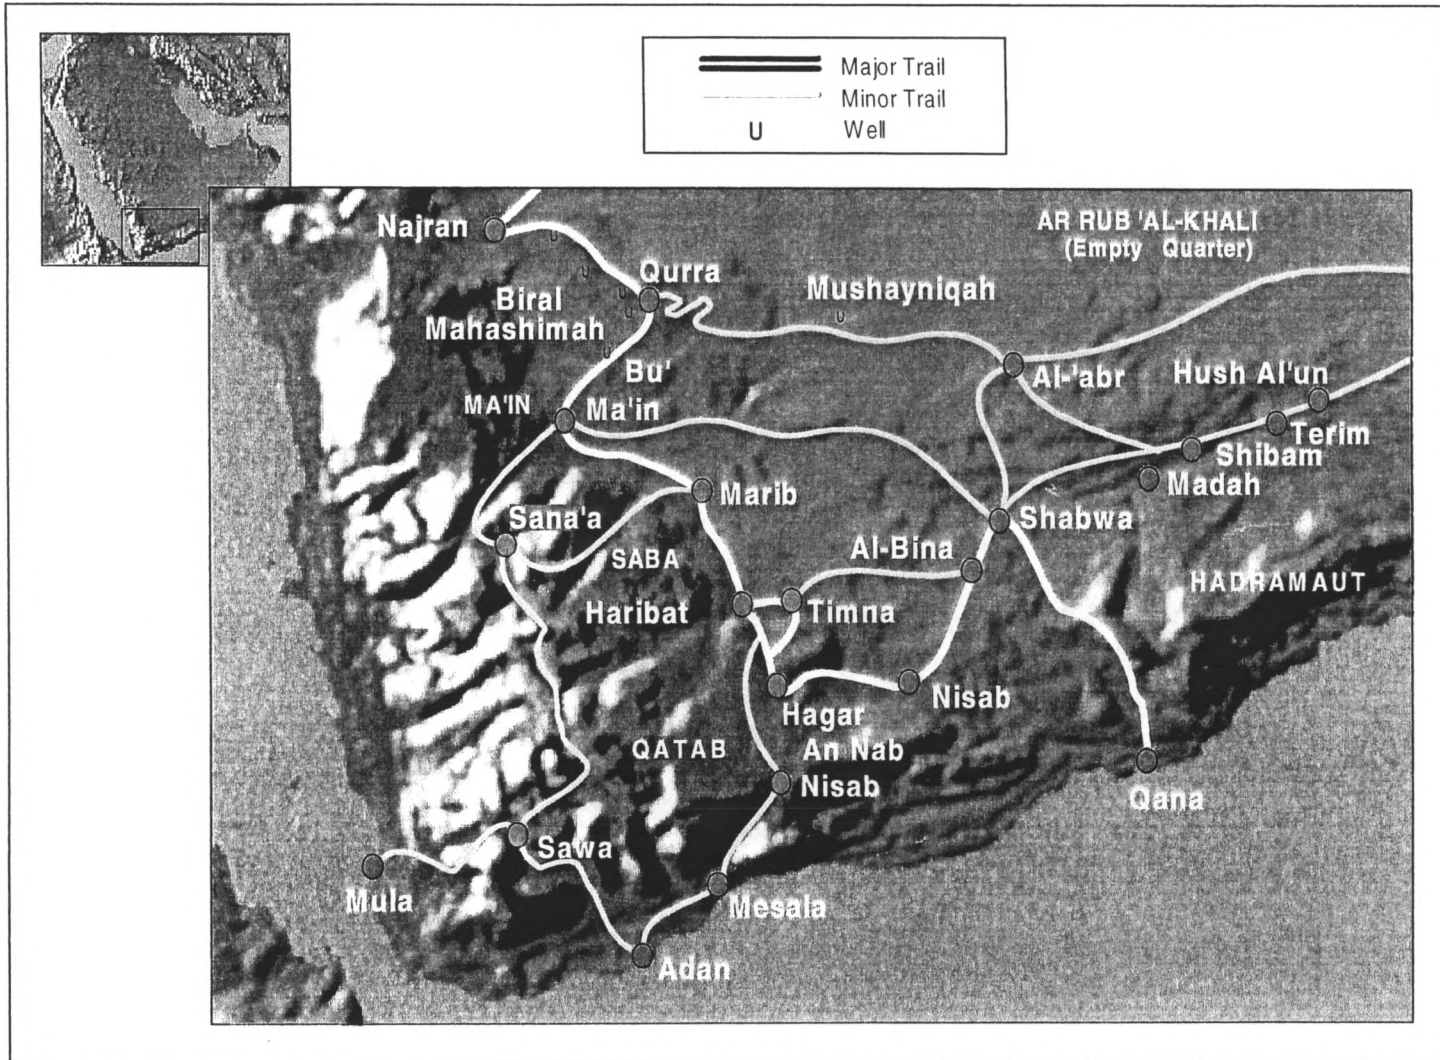 Major Trail
Minor Trail
U Well
Najran
AR RUB 'AL-KHALI
(Empty Quarter)
Qurra
Mushayniqah
Biral
Mahashimah
Bu'
Al-'abr
Hush Al'un
MA'IN
Ma'in
Terim
Shibam
Madah
Marib
Sana'a
Shabwa
Al-Bina
SABA
HADRAMAUT
Haribat
Timna
Nisab
Hagar
An Nab
QATAB
Nisab
Qana
Sawa
Mula
Mesala
Adan